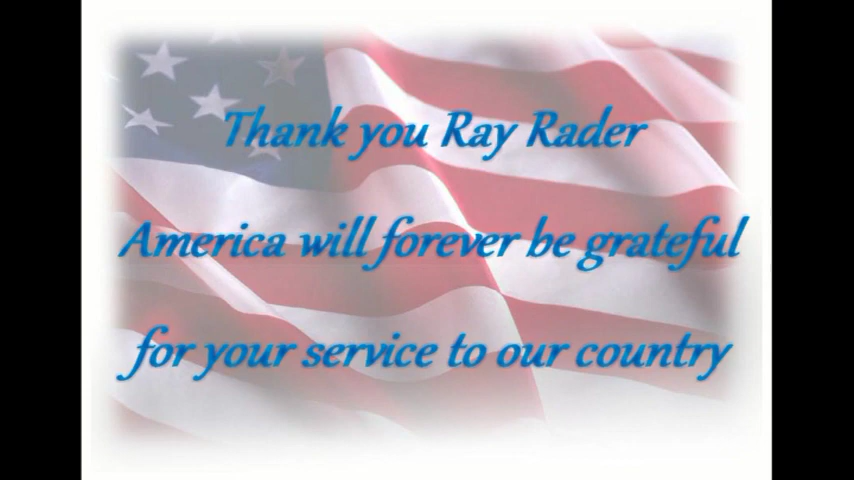 Thank you Ray Rader
America will forever be grateful
for your service to our country